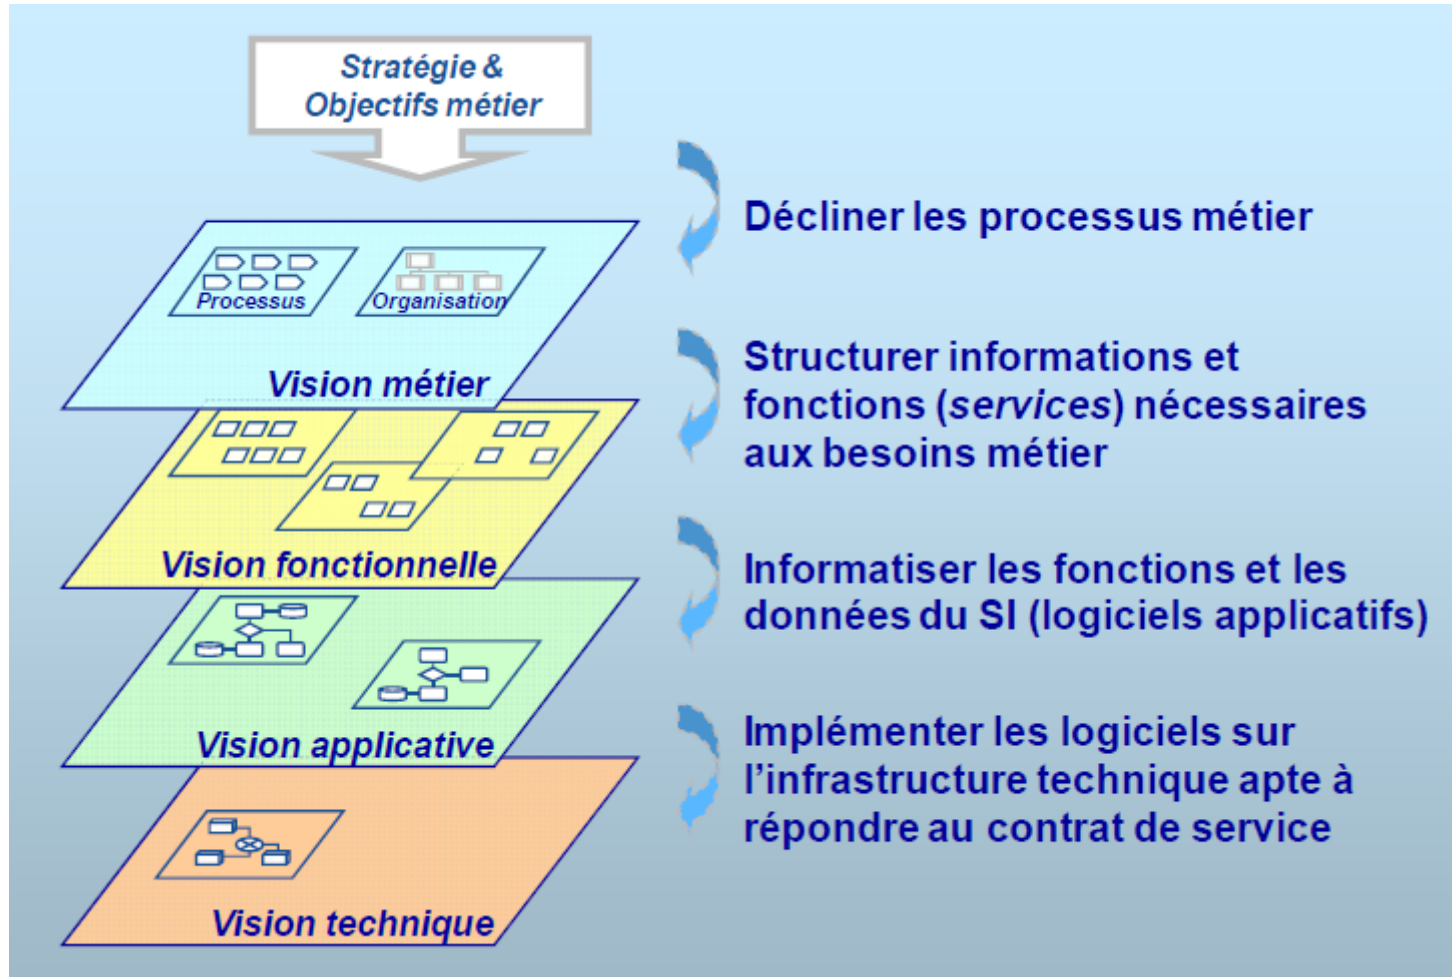 Stratégie &
Objectifs métier
Décliner les processus métier
Processus
Organisation
Vision métier
Structurer informations et
fonctions (services) nécessaires
aux besoins métier
Vision fonctionnelle
Informatiser les fonctions et les
données du SI (logiciels applicatifs)
Vision applicative
Implémenter les logiciels sur
l’infrastructure technique apte à
répondre au contrat de service
Vision technique